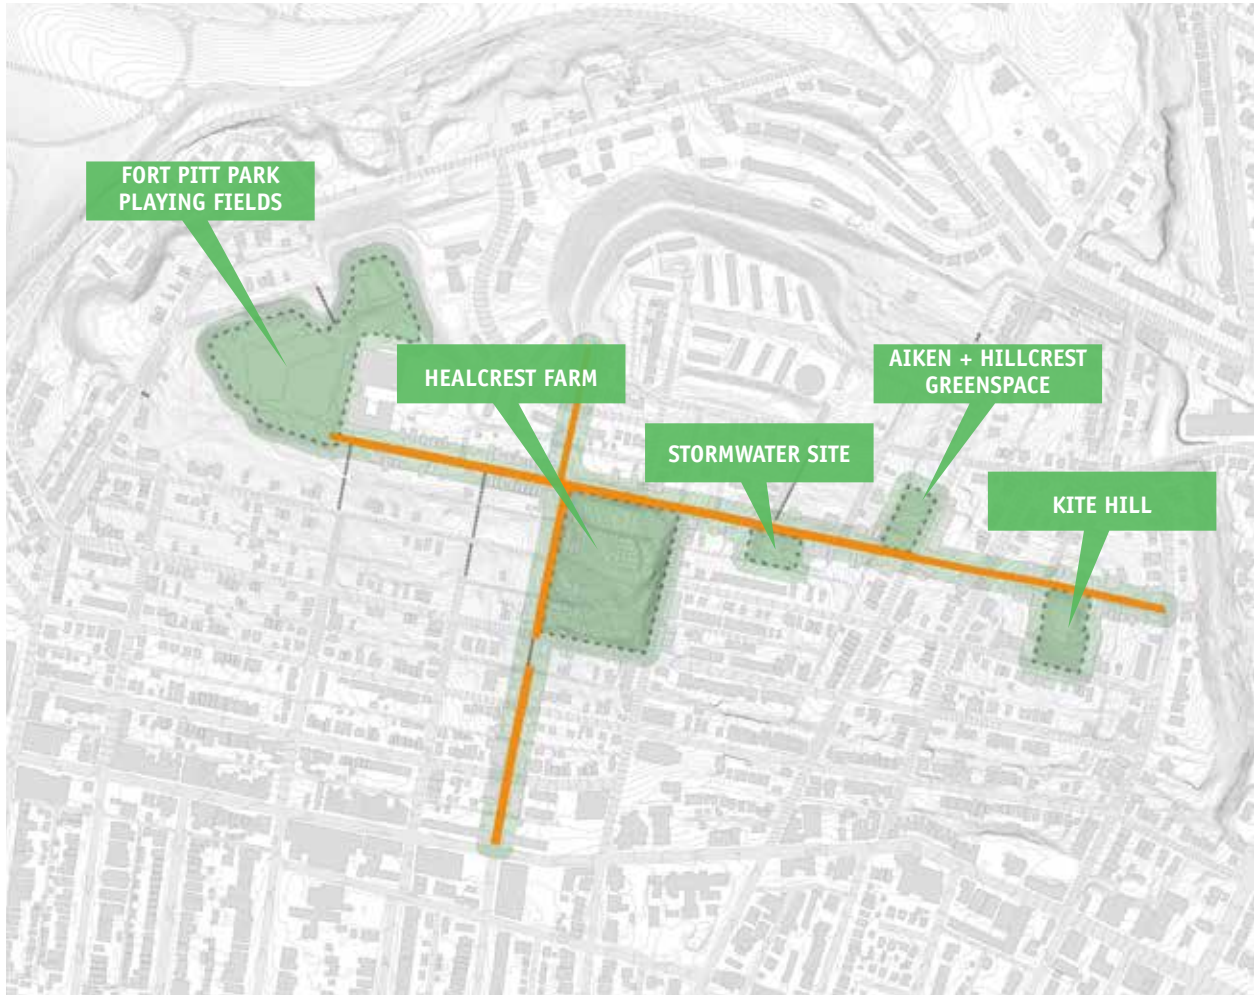 FORT PITT PARK
PLAYING FIELDS
HEALCREST FARM
AIKEN + HILLCREST
GREENSPACE
STORMWATER SITE
KITE HILL